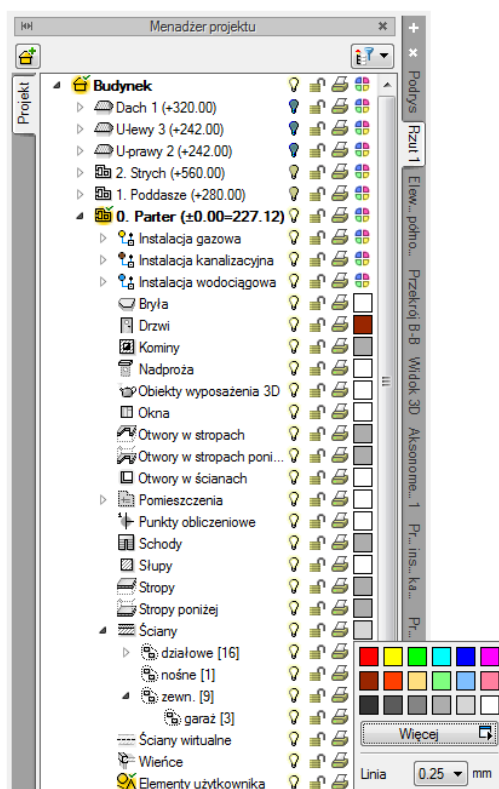 Menadżer projektu
Projekt
Budynek
Dach 1 (+320.00)
U-lewy 3 (+242.00)
U-prawy 2 (+242.00)
2. Strych (+560.00)
1. Poddasze (+280.00)
0. Parter (±0.00=227.12)
Instalacja gazowa
Instalacja kanalizacyjna
Instalacja wodociągowa
Bryła
Drzwi
Kominy
Nadproża
Obiekty wyposażenia 3D
Okna
Otwory w stropach
Otwory w stropach poni...
Otwory w ścianach
Pomieszczenia
Punkty obliczeniowe
Schody
Słupy
Stropy
Stropy poniżej
Ściany
działowe [16]
nośne [1]
zewn. [9]
garaż [3]
Ściany wirtualne
Wieńce
Elementy użytkownika
Podrys
Rzut 1
Elew... półno...
Przekrój B-B
Widok 3D
Aksonome... 1
Pr... ins... ka...
Pr...
Więcej
Linia 0.25 mm